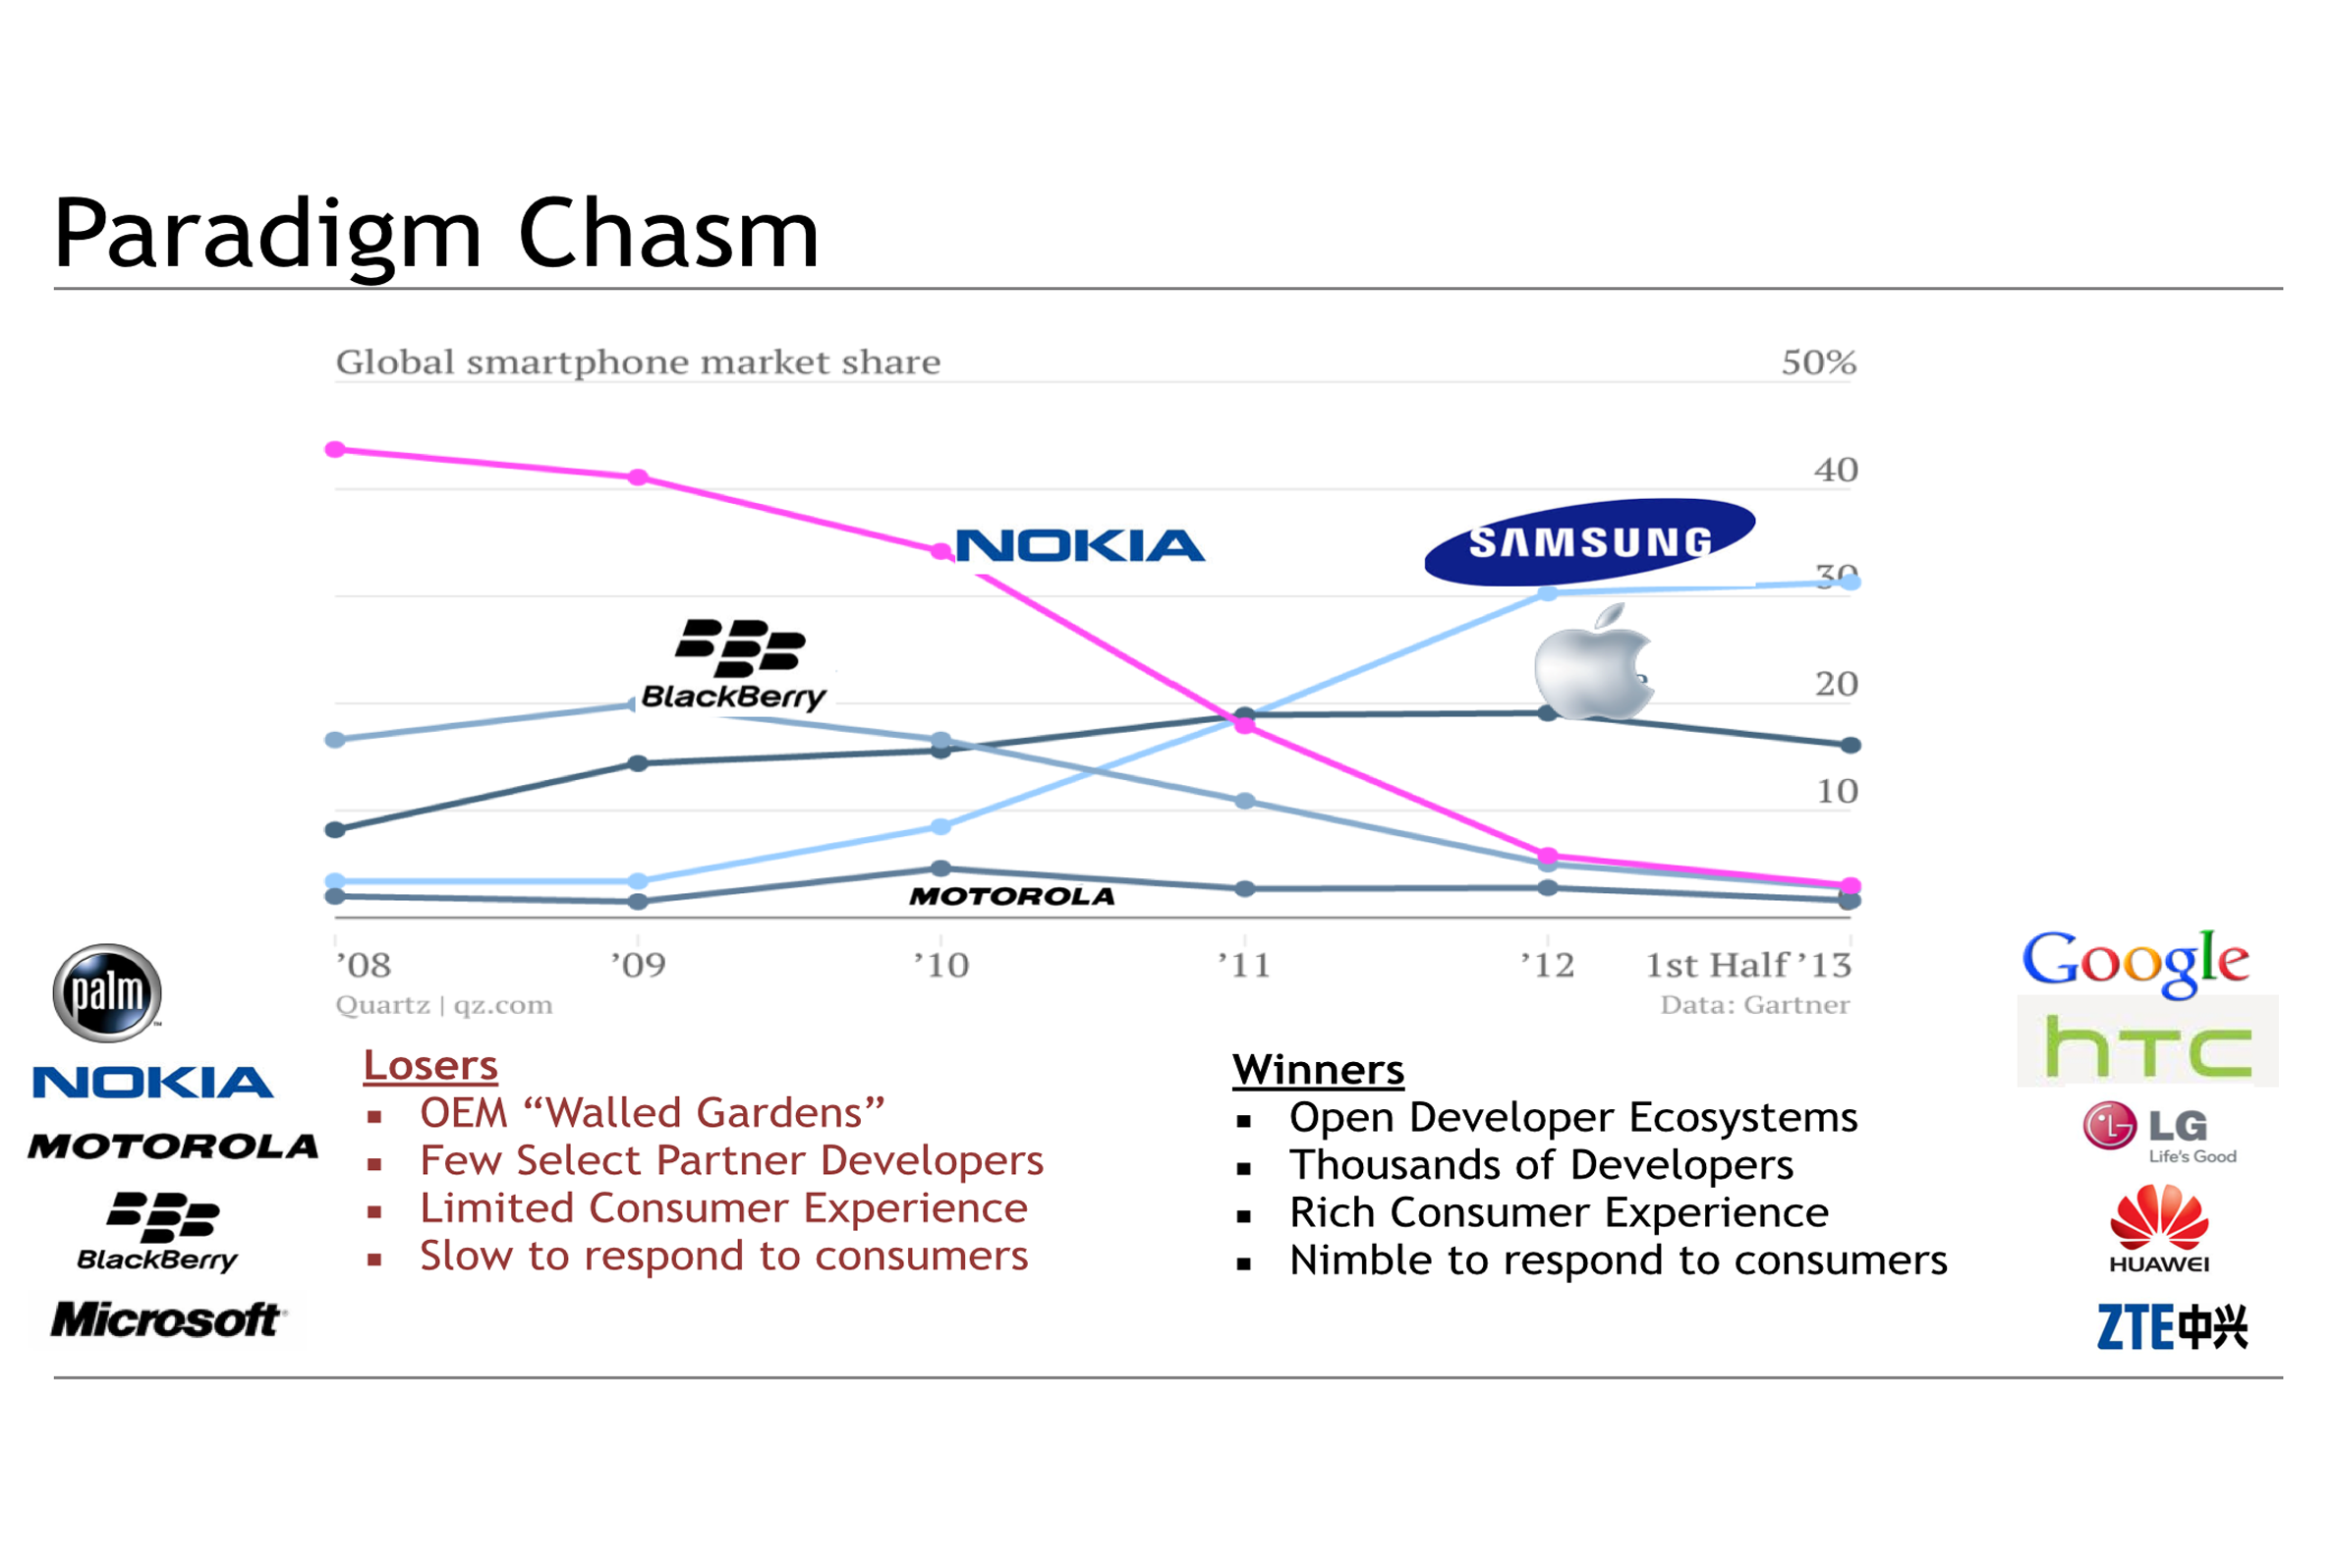 Paradigm Chasm
Global smartphone market share
50%
40
NOKIA
SAMSUNG
30
BlackBerry
20
10
MOTOROLA
’08 ’09 ’10 ’11 ’12 1st Half ’13
Quartz | qz.com
Data: Gartner
palm™
NOKIA
MOTOROLA
BlackBerry
Microsoft
Losers
▪ OEM “Walled Gardens”
▪ Few Select Partner Developers
▪ Limited Consumer Experience
▪ Slow to respond to consumers
Winners
▪ Open Developer Ecosystems
▪ Thousands of Developers
▪ Rich Consumer Experience
▪ Nimble to respond to consumers
Google
hTC
LG
Life's Good
HUAWEI
ZTE中兴